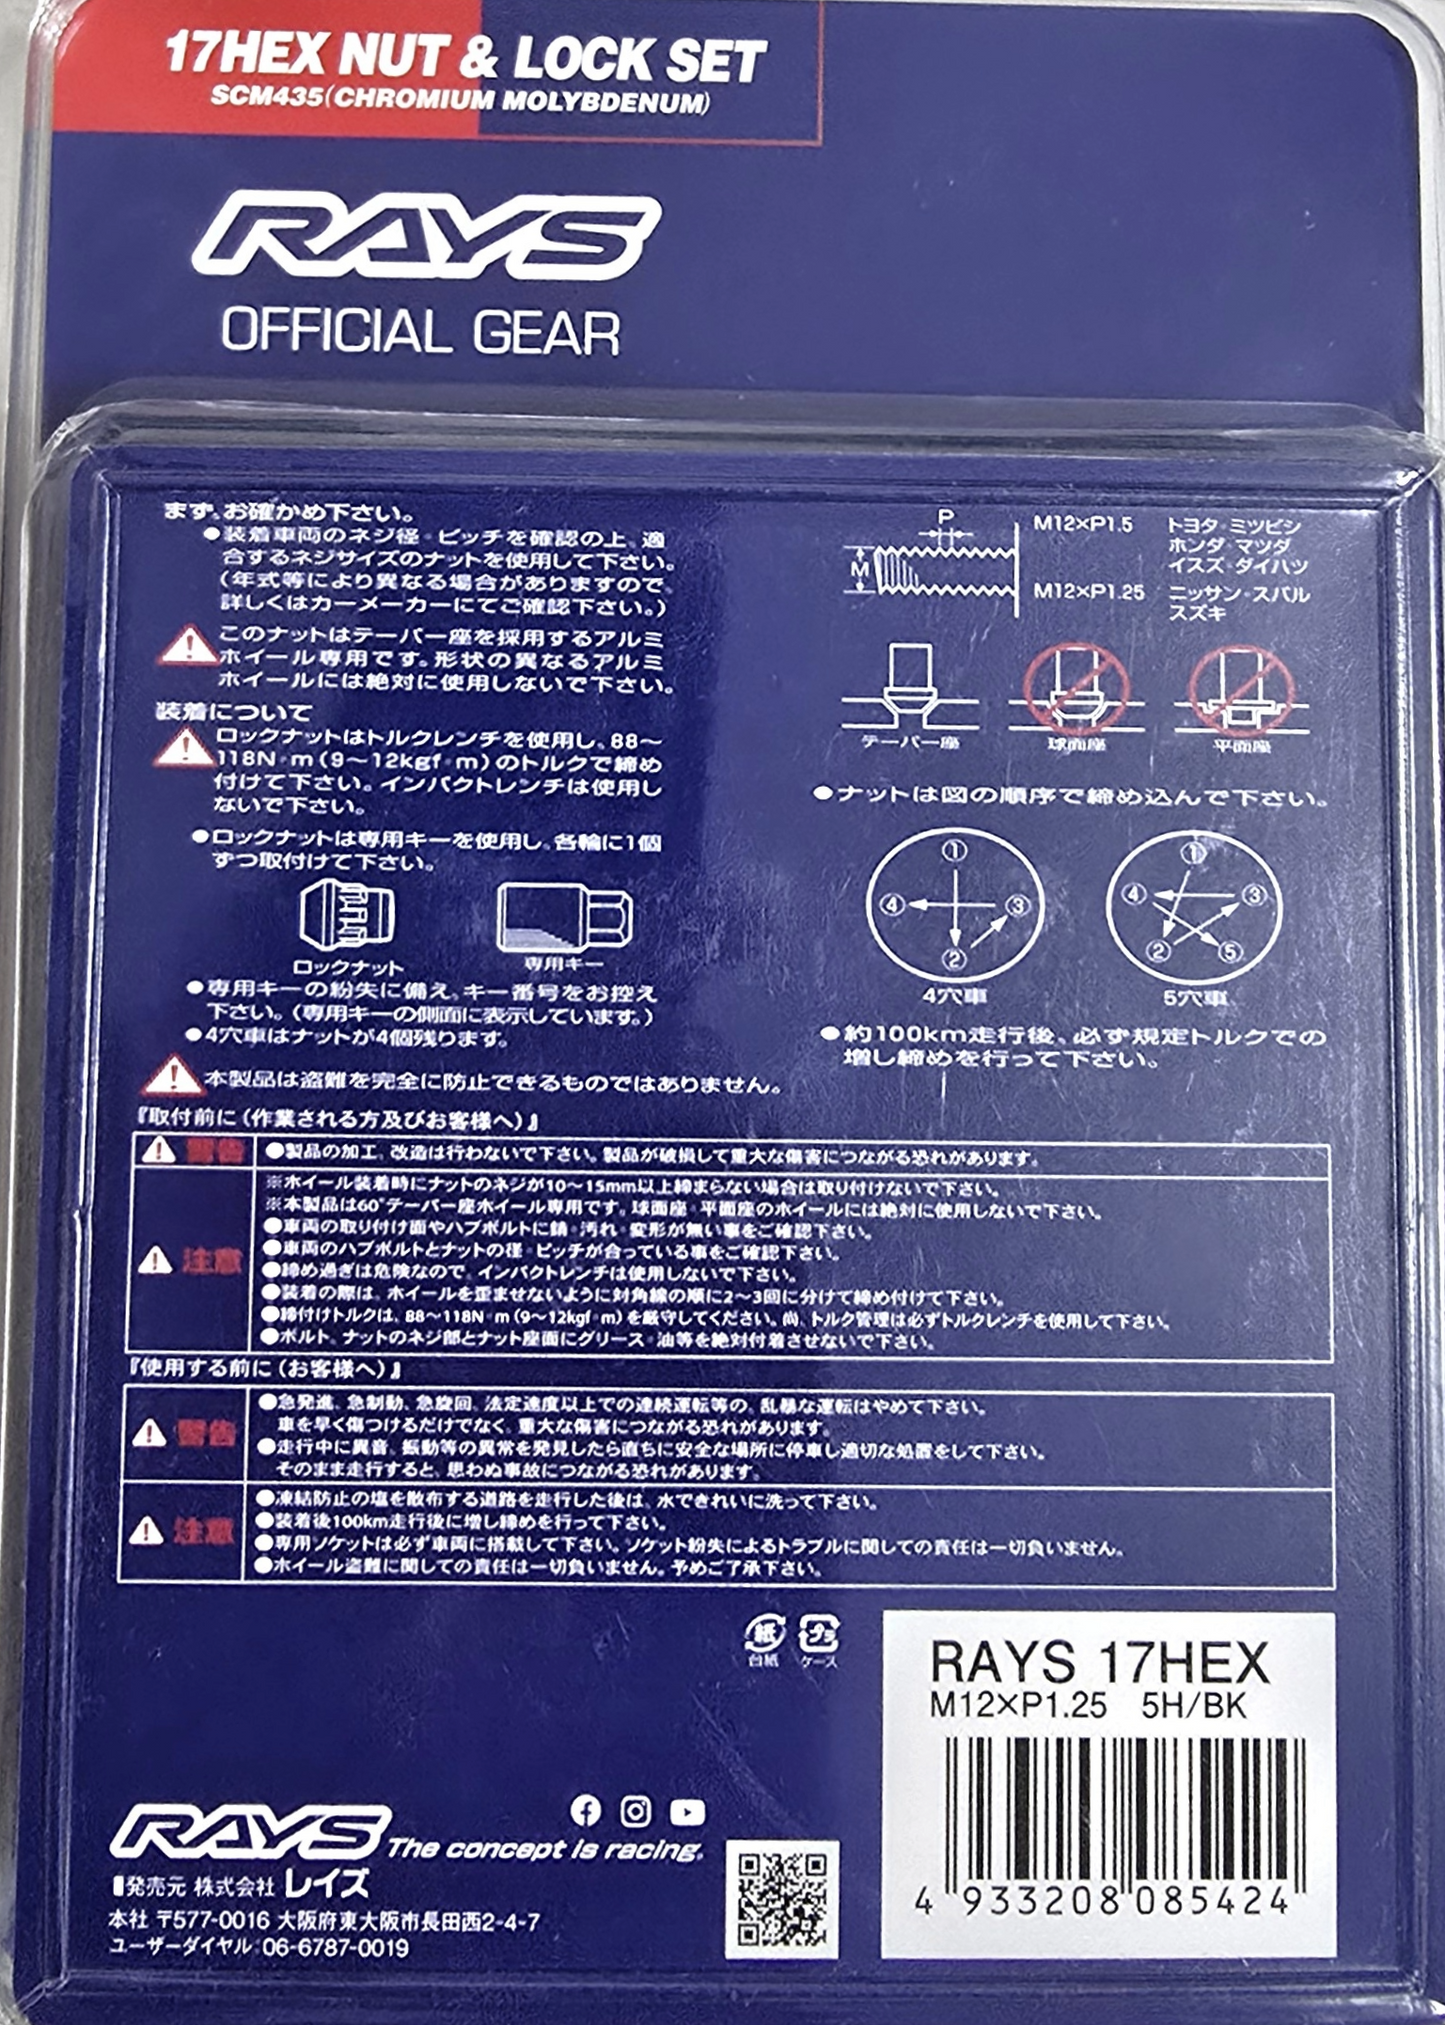 17HEX NUT & LOCK SET
SCM435(CHROMIUM MOLYBDENUM)
RAYS
OFFICIAL GEAR
まず、お確かめ下さい。
●装着車両のネジ径・ピッチを確認の上、適
合するネジサイズのナットを使用して下さい。
(年式等により異なる場合がありますので、
詳しくはカーメーカーにてご確認下さい。)
このナットはテーパー座を採用するアルミ
ホイール専用です。形状の異なるアルミ
ホイールには絶対に使用しないで下さい。
装着について
ロックナットはトルクレンチを使用し、88〜
118N・m(9〜12kgf・m)のトルクで締め
付けて下さい。インパクトレンチは使用し
ないで下さい。
●ロックナットは専用キーを使用し、各輪に1個
ずつ取付けて下さい。
ロックナット 専用キー
●専用キーの紛失に備え、キー番号をお控え
下さい。(専用キーの側面に表示しています。)
●4穴車はナットが4個残ります。
本製品は盗難を完全に防止できるものではありません。
P
M
M12×P1.5 トヨタ・ミツビシ
ホンダ・マツダ
イスズ・ダイハツ
M12×P1.25 ニッサン・スバル
スズキ
テーパー座 球面座 平面座
●ナットは図の順序で締め込んで下さい。
① ② ③ ④
① ② ③ ④ ⑤
4穴車 5穴車
●約100km走行後、必ず規定トルクでの
増し締めを行って下さい。
『取付前に(作業される方及びお客様へ)』
警告
●製品の加工、改造は行わないで下さい。製品が破損して重大な傷害につながる恐れがあります。
注意
※ホイール装着時にナットのネジが10〜15mm以上締まらない場合は取り付けないで下さい。
※本製品は60°テーパー座ホイール専用です。球面座・平面座のホイールには絶対に使用しないで下さい。
●車両の取り付け面やハブボルトに錆・汚れ・変形が無い事をご確認下さい。
●車両のハブボルトとナットの径・ピッチが合っている事をご確認下さい。
●締め過ぎは危険なので、インパクトレンチは使用しないで下さい。
●装着の際は、ホイールを歪ませないように対角線の順に2〜3回に分けて締め付けて下さい。
●締付けトルクは、88〜118N・m(9〜12kgf・m)を厳守してください。尚、トルク管理は必ずトルクレンチを使用して下さい。
●ボルト、ナットのネジ部とナット座面にグリース・油等を絶対付着させないで下さい。
『使用する前に(お客様へ)』
警告
●急発進、急制動、急旋回、法定速度以上での連続運転等の、乱暴な運転はやめて下さい。
車を早く傷つけるだけでなく、重大な傷害につながる恐れがあります。
●走行中に異音、振動等の異常を発見したら直ちに安全な場所に停車し適切な処置をして下さい。
そのまま走行すると、思わぬ事故につながる恐れがあります。
注意
●凍結防止の塩を散布する道路を走行した後は、水できれいに洗って下さい。
●装着後100km走行後に増し締めを行って下さい。
●専用ソケットは必ず車両に搭載して下さい。ソケット紛失によるトラブルに関しての責任は一切負いません。
●ホイール盗難に関しての責任は一切負いません。予めご了承下さい。
紙 プラ
台紙 ケース
RAYS 17HEX
M12×P1.25 5H/BK
4 933208 085424
RAYS The concept is racing.
▮発売元 株式会社 レイズ
本社 〒577-0016 大阪府東大阪市長田西2-4-7
ユーザーダイヤル:06-6787-0019